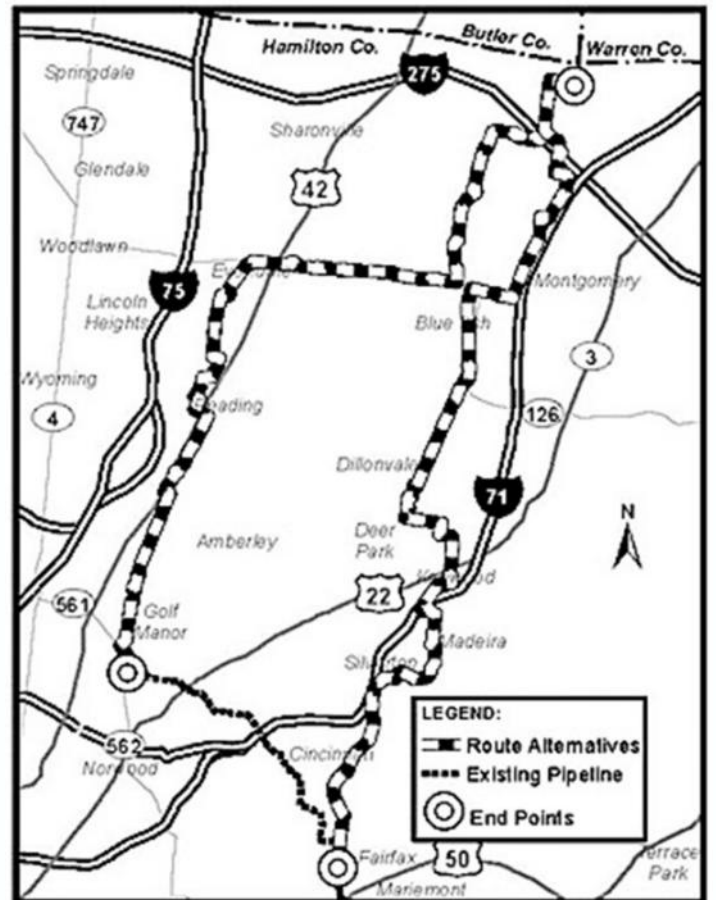 Hamilton Co.
Butler Co.
Warren Co.
275
Springdale
747
Sharonville
Glendale
42
Woodlawn
75
Montgomery
Lincoln
Heights
Blue
3
Wyoming
4
126
Dillonvale
71
N
Deer
Park
Amberley
22
561
Golf
Manor
Madeira
LEGEND:
Route Alternatives
Existing Pipeline
End Points
562
Fairfax
50
Park
Mariemont